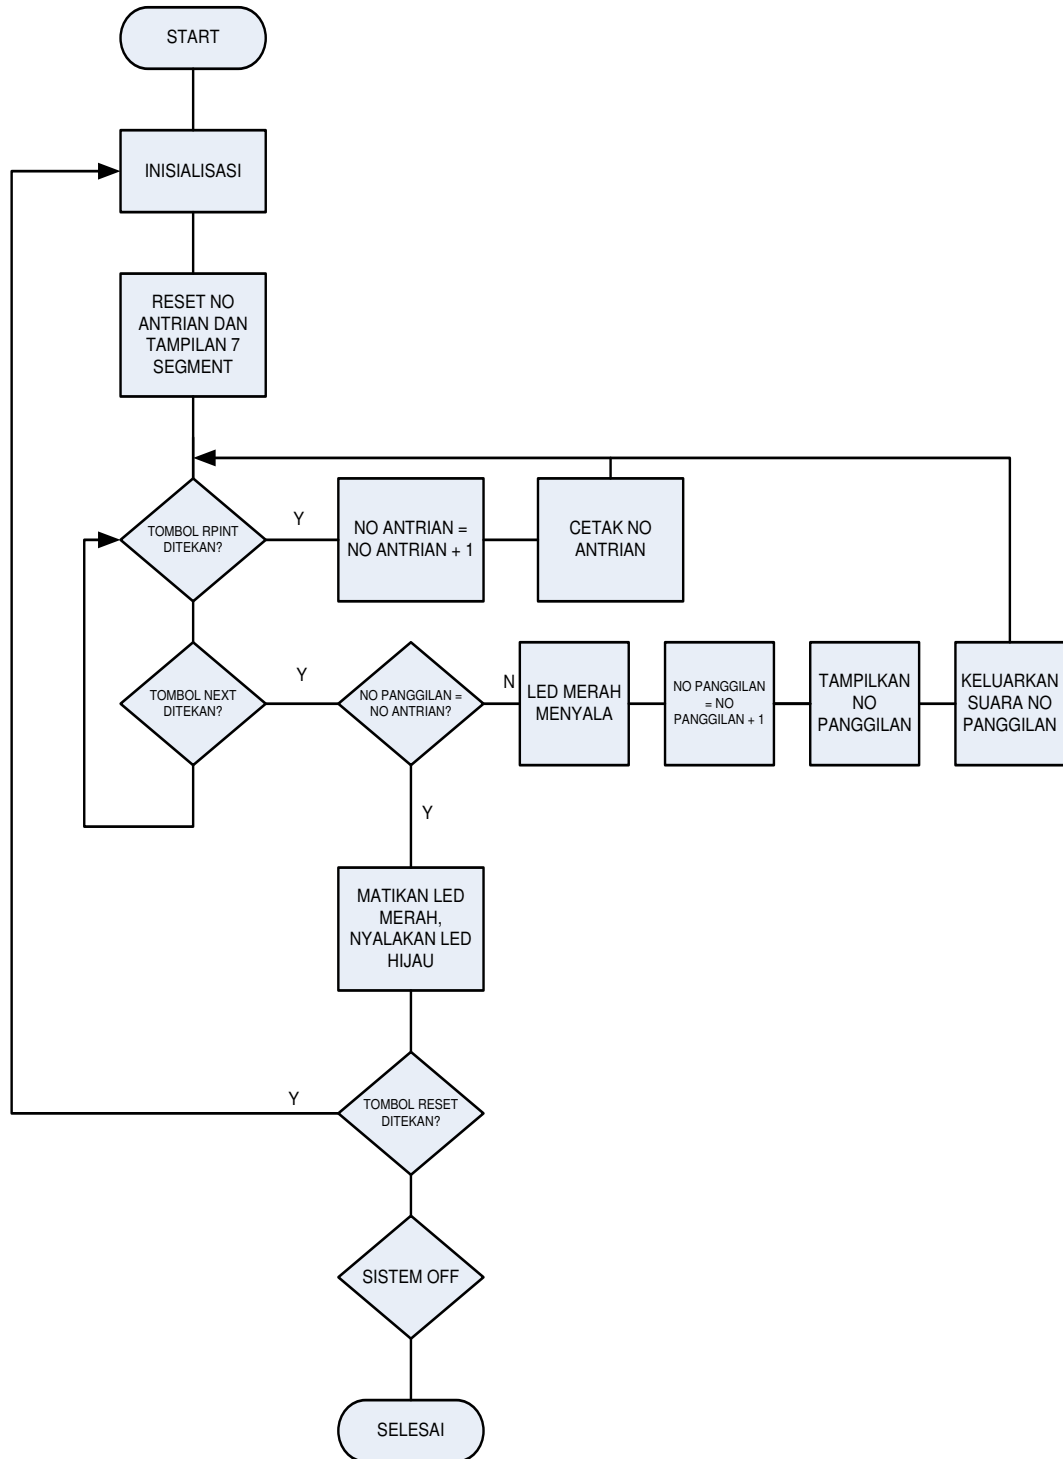 START
INISIALISASI
RESET NO
ANTRIAN DAN
TAMPILAN 7
SEGMENT
TOMBOL RPINT
DITEKAN?
Y
NO ANTRIAN =
NO ANTRIAN + 1
CETAK NO
ANTRIAN
TOMBOL NEXT
DITEKAN?
Y
NO PANGGILAN =
NO ANTRIAN?
N
LED MERAH
MENYALA
NO PANGGILAN
= NO
PANGGILAN + 1
TAMPILKAN
NO
PANGGILAN
KELUARKAN
SUARA NO
PANGGILAN
Y
MATIKAN LED
MERAH,
NYALAKAN LED
HIJAU
Y
TOMBOL RESET
DITEKAN?
SISTEM OFF
SELESAI